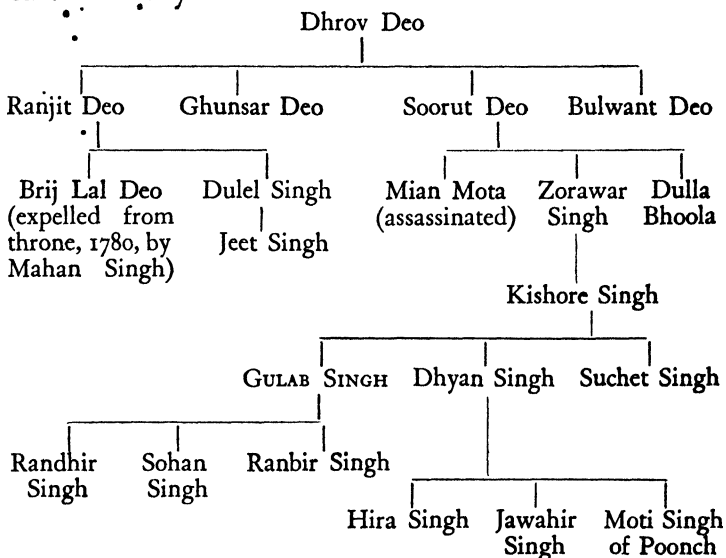 Dhrov Deo
Ranjit Deo Ghunsar Deo Soorut Deo Bulwant Deo
Brij Lal Deo
(expelled from
throne, 1780, by
Mahan Singh)
Dulel Singh
Jeet Singh
Mian Mota
(assassinated)
Zorawar
Singh
Dulla
Bhoola
Kishore Singh
GULAB SINGH Dhyan Singh Suchet Singh
Randhir
Singh
Sohan
Singh
Ranbir Singh
Hira Singh
Jawahir
Singh
Moti Singh
of Poonch